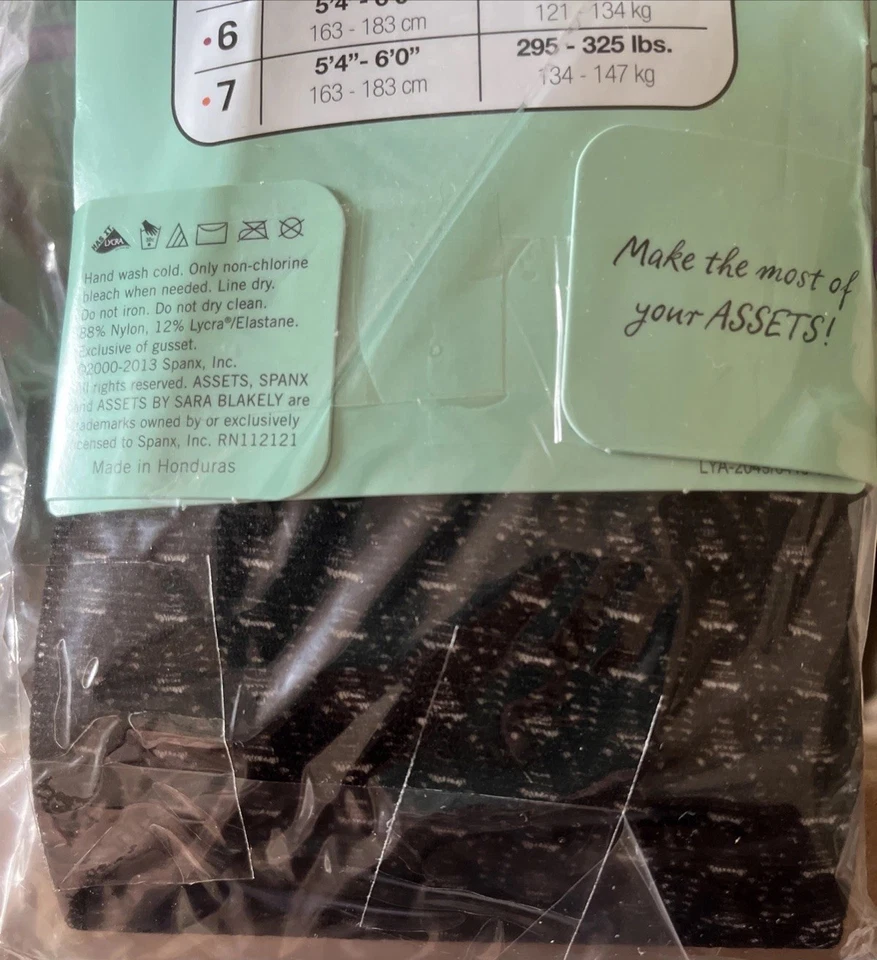 163 - 183 cm
121 - 134 kg
•6
5'4"- 6'0"
295 - 325 lbs.
163 - 183 cm
134 - 147 kg
•7
HAS IT
LYCRA
Hand wash cold. Only non-chlorine
bleach when needed. Line dry.
Do not iron. Do not dry clean.
88% Nylon, 12% Lycra®/Elastane.
Exclusive of gusset.
©2000-2013 Spanx, Inc.
All rights reserved. ASSETS, SPANX
and ASSETS BY SARA BLAKELY are
trademarks owned by or exclusively
licensed to Spanx, Inc. RN112121
Made in Honduras
Make the most of
your ASSETS!